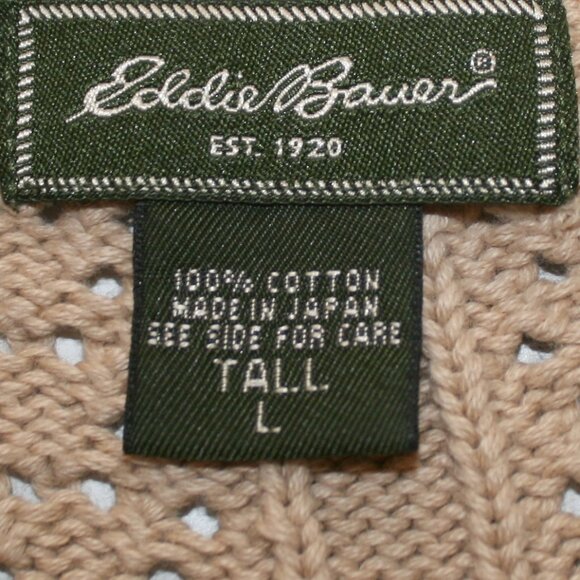 Eddie Bauer®
EST. 1920
100% COTTON
MADE IN JAPAN
SEE SIDE FOR CARE
TALL
L